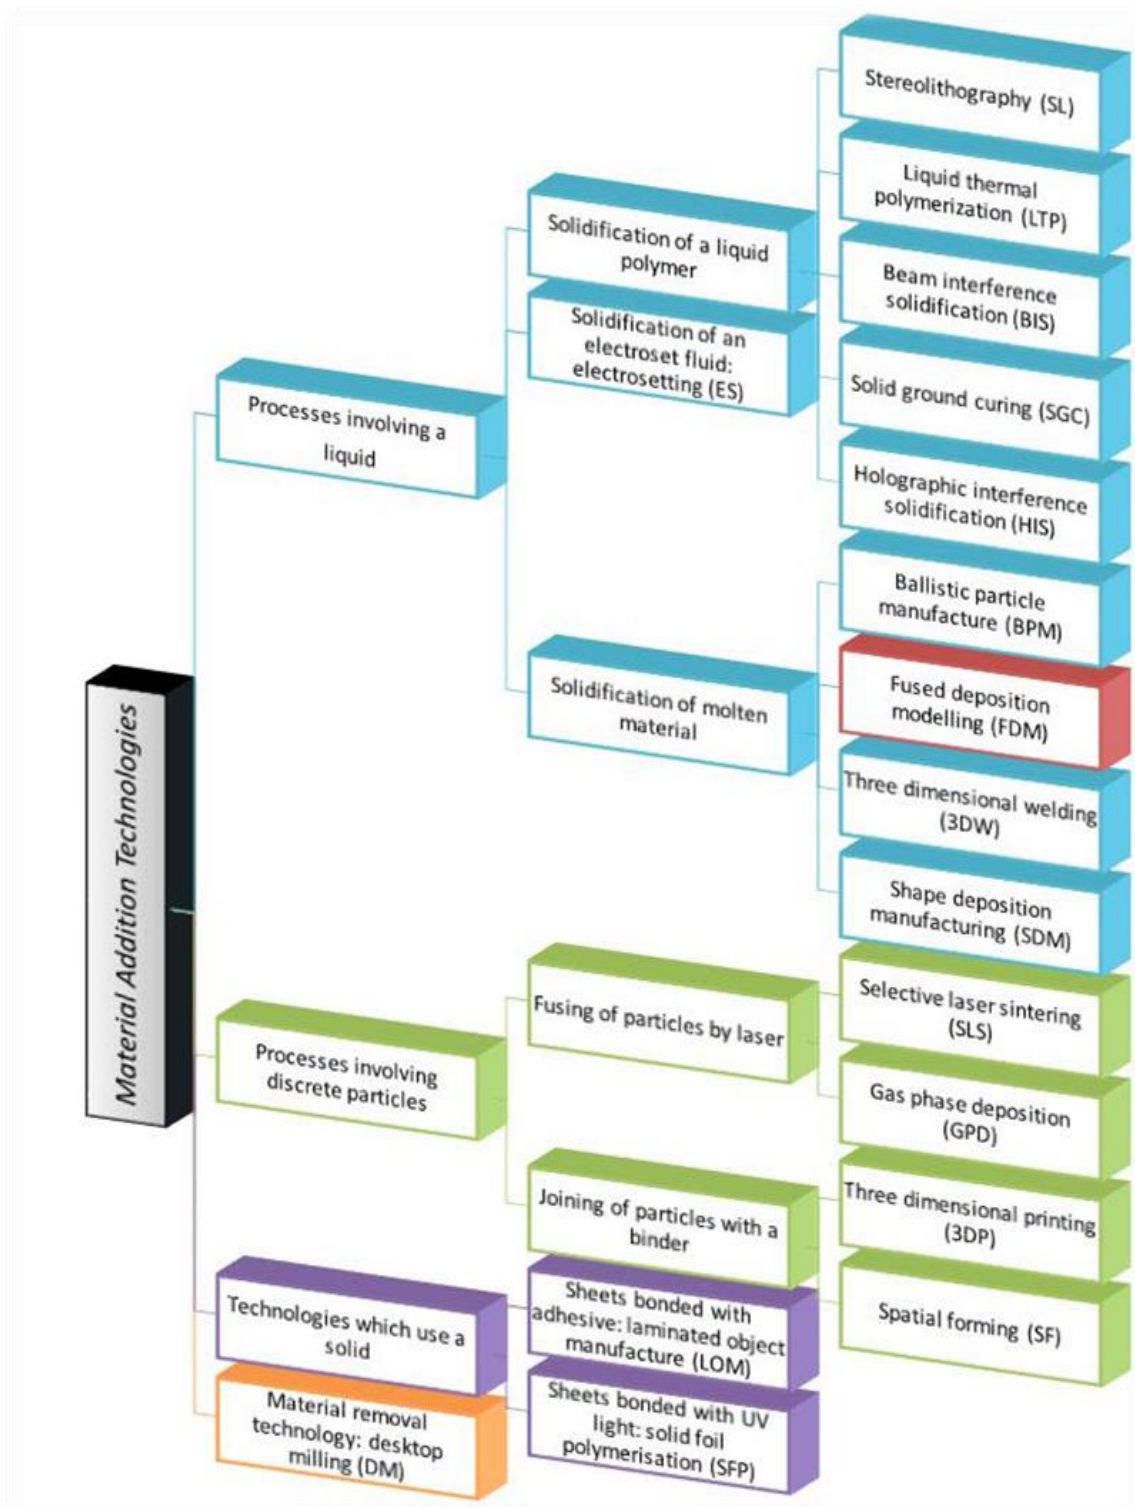 Material Addition Technologies
Processes involving a
liquid
Solidification of a liquid
polymer
Stereolithography (SL)
Liquid thermal
polymerization (LTP)
Beam interference
solidification (BIS)
Solid ground curing (SGC)
Holographic interference
solidification (HIS)
Solidification of an
electroset fluid:
electrosetting (ES)
Solidification of molten
material
Ballistic particle
manufacture (BPM)
Fused deposition
modelling (FDM)
Three dimensional welding
(3DW)
Shape deposition
manufacturing (SDM)
Processes involving
discrete particles
Fusing of particles by laser
Selective laser sintering
(SLS)
Gas phase deposition
(GPD)
Joining of particles with a
binder
Three dimensional printing
(3DP)
Spatial forming (SF)
Technologies which use a
solid
Sheets bonded with
adhesive: laminated object
manufacture (LOM)
Sheets bonded with UV
light: solid foil
polymerisation (SFP)
Material removal
technology: desktop
milling (DM)